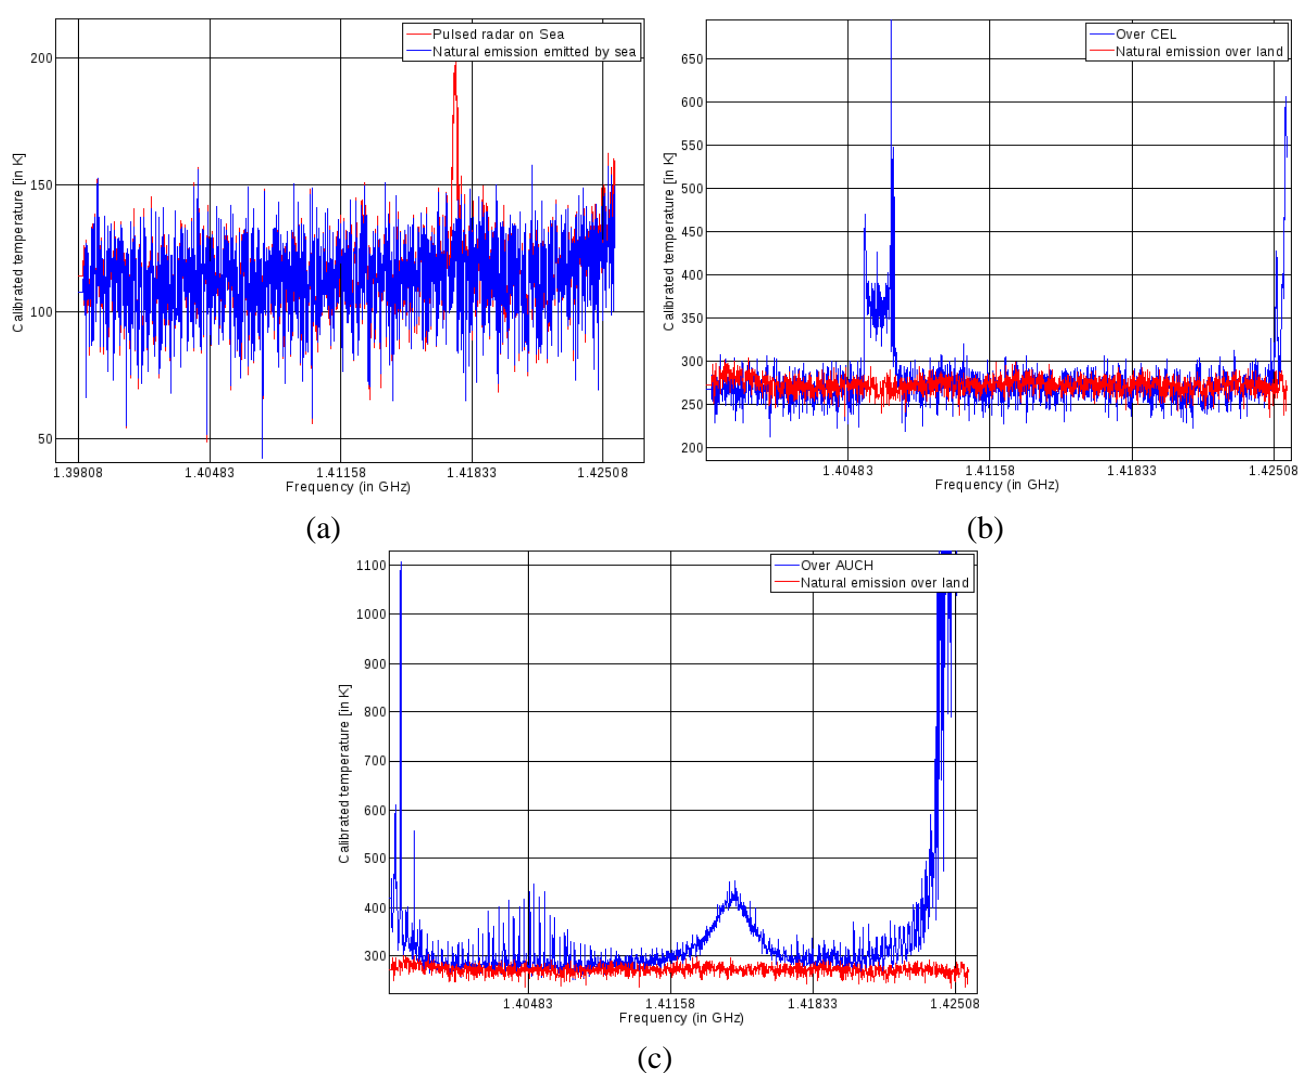 Pulsed radar on Sea
Natural emission emitted by sea
200
150
100
50
Calibrated temperature [in K]
1.39808 1.40483 1.41158 1.41833 1.42508
Frequency (in GHz)
(a)
Over CEL
Natural emission over land
650
600
550
500
450
400
350
300
250
200
Calibrated temperature [in K]
1.40483 1.41158 1.41833 1.42508
Frequency (in GHz)
(b)
Over AUCH
Natural emission over land
1100
1000
900
800
700
600
500
400
300
Calibrated temperature [in K]
1.40483 1.41158 1.41833 1.42508
Frequency (in GHz)
(c)